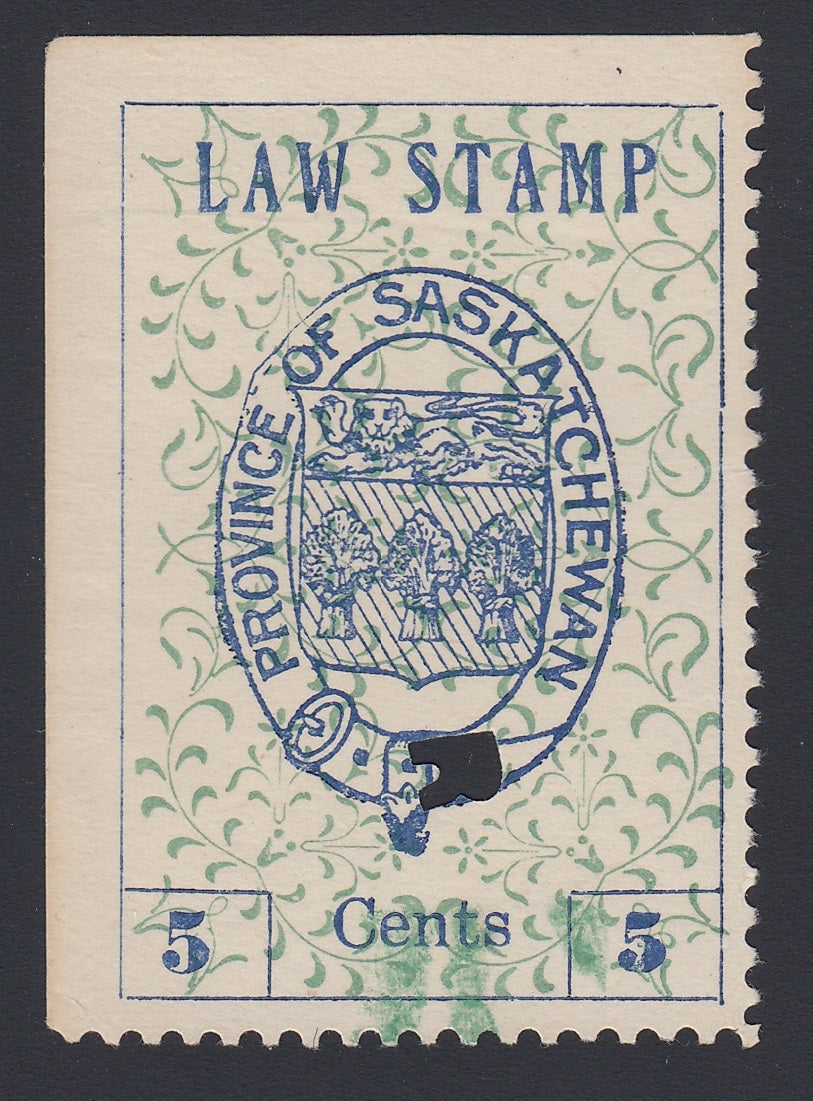 LAW STAMP
PROVINCE OF SASKATCHEWAN
5 Cents 5